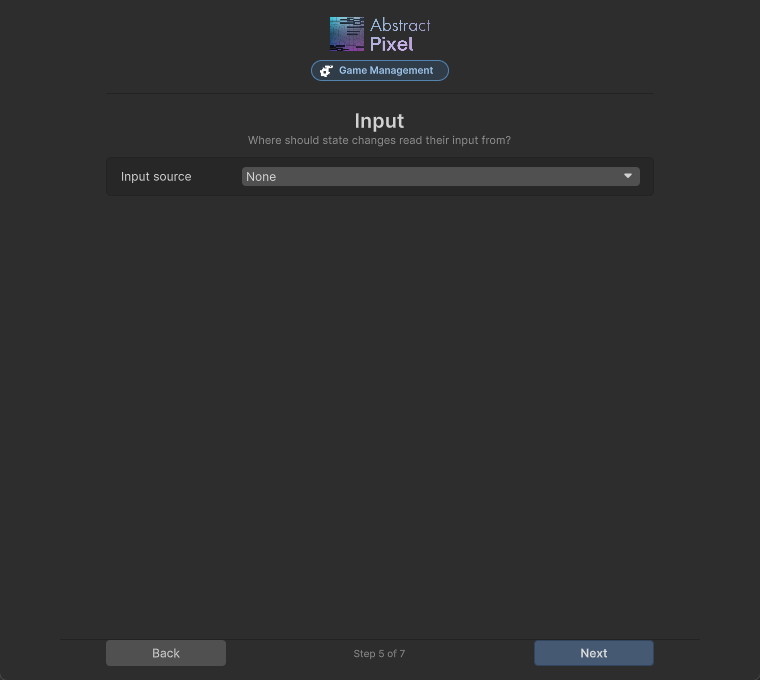 Abstract
Pixel
Game Management
Input
Where should state changes read their input from?
Input source
None
Back
Step 5 of 7
Next